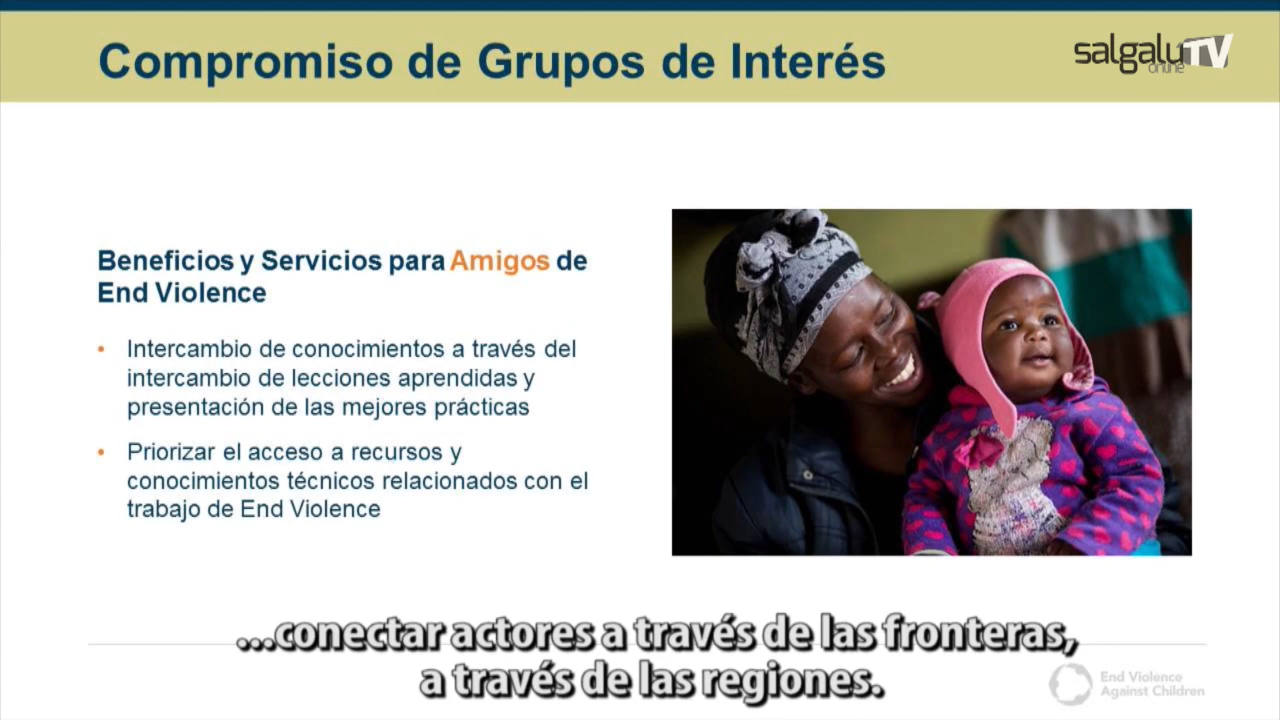 Compromiso de Grupos de Interés
salgaluTV
online
Beneficios y Servicios para Amigos de
End Violence
• Intercambio de conocimientos a través del
intercambio de lecciones aprendidas y
presentación de las mejores prácticas
• Priorizar el acceso a recursos y
conocimientos técnicos relacionados con el
trabajo de End Violence
...conectar actores a través de las fronteras,
a través de las regiones.
End Violence
Against Children